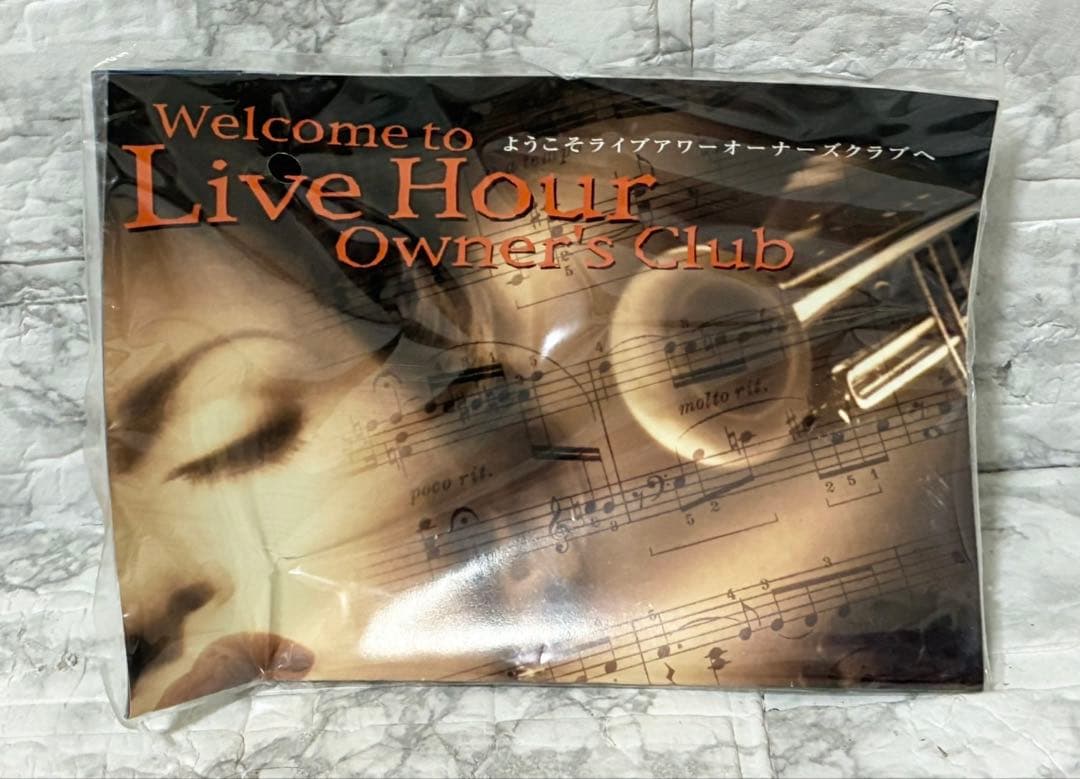 Welcome to
Live Hour
Owner's Club
ようこそライブアワーオーナーズクラブへ
molto rit.
poco rit.